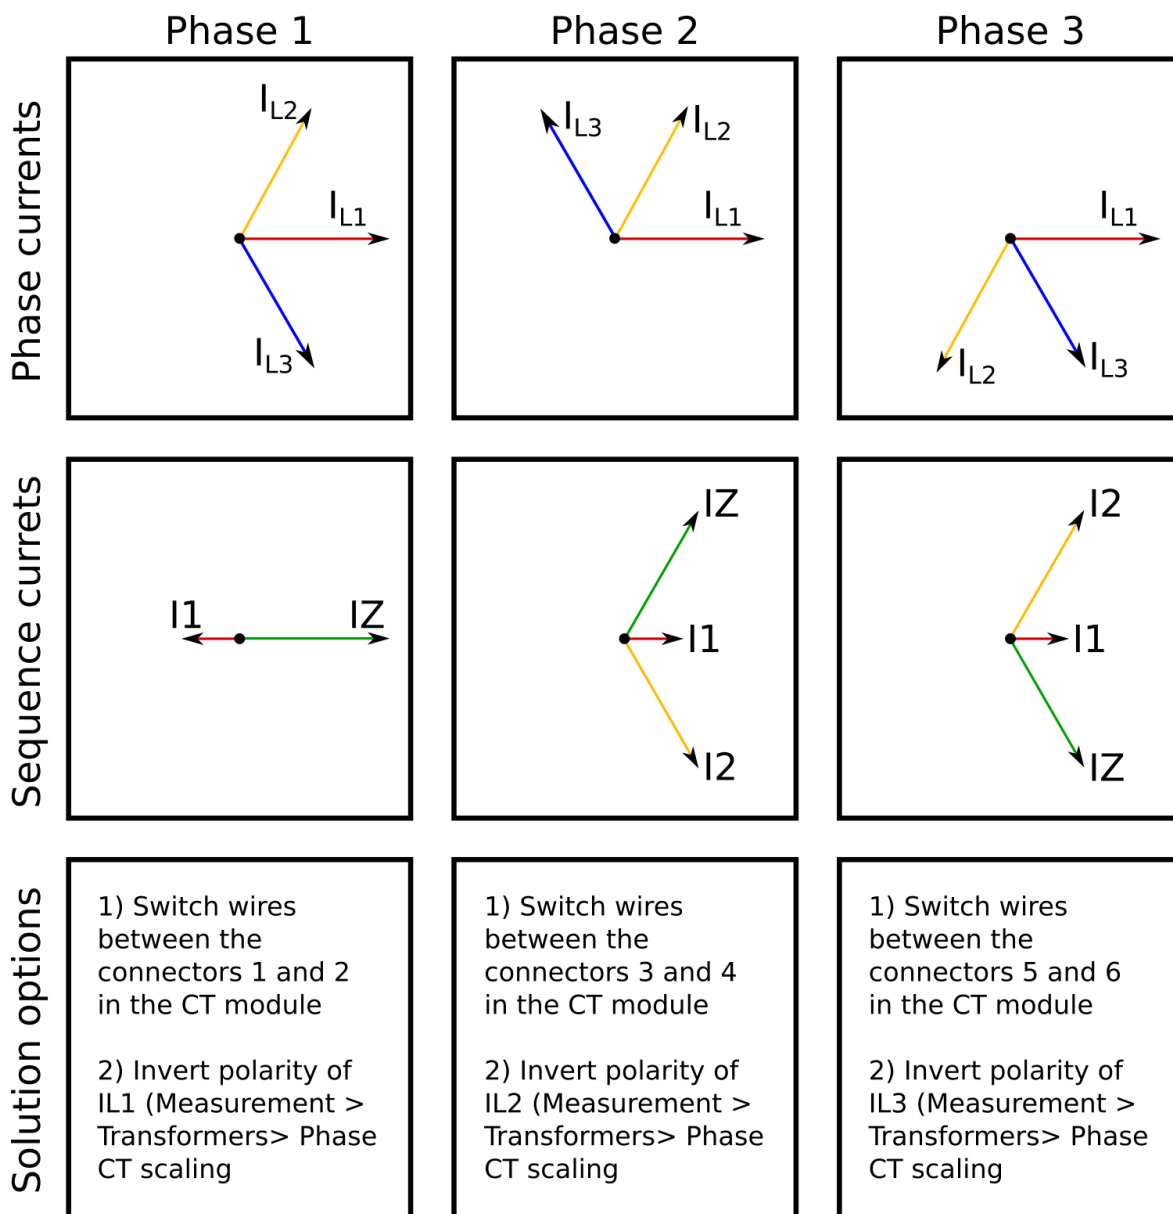 Phase 1
Phase 2
Phase 3
Phase currents
IL2
IL1
IL3
IL3
IL2
IL1
IL1
IL2
IL3
Sequence currets
I1
IZ
IZ
I1
I2
I2
I1
IZ
Solution options
1) Switch wires
between the
connectors 1 and 2
in the CT module
2) Invert polarity of
IL1 (Measurement >
Transformers> Phase
CT scaling
1) Switch wires
between the
connectors 3 and 4
in the CT module
2) Invert polarity of
IL2 (Measurement >
Transformers> Phase
CT scaling
1) Switch wires
between the
connectors 5 and 6
in the CT module
2) Invert polarity of
IL3 (Measurement >
Transformers> Phase
CT scaling